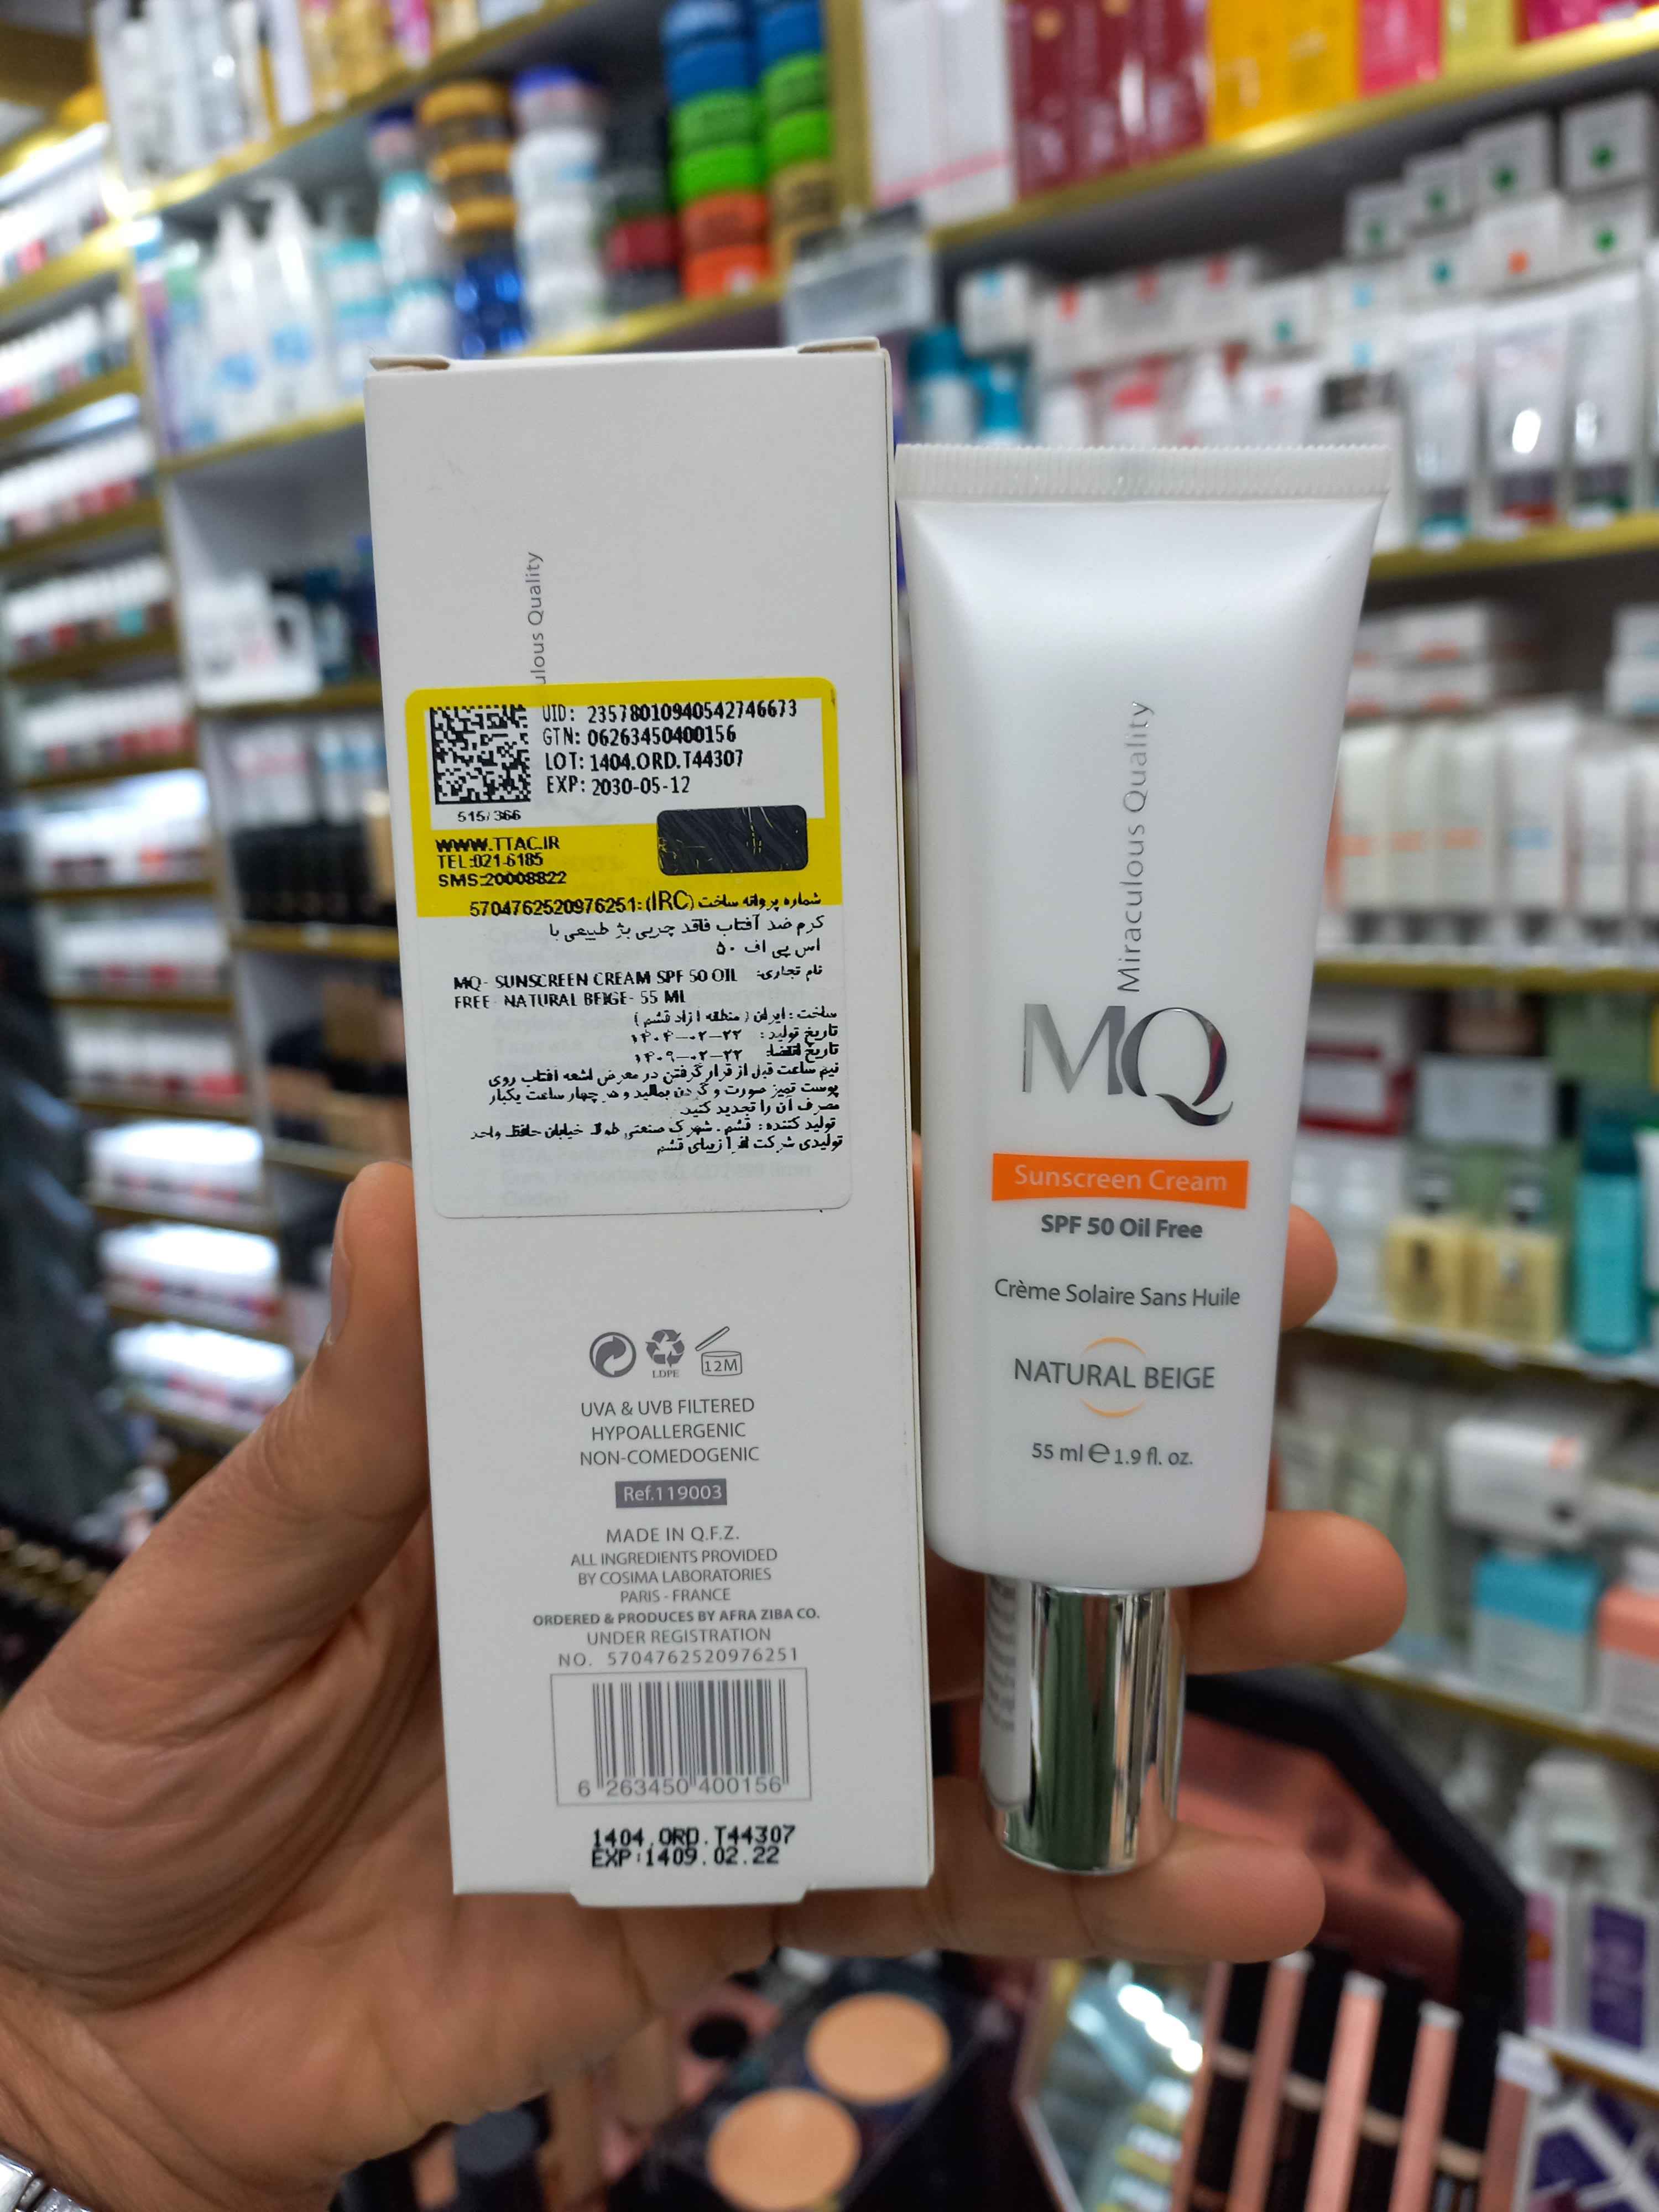 ulous Quality
UID: 23578010940542746673
GTN: 06263450400156
LOT: 1404.ORD.T44307
EXP: 2030-05-12
515/366
WWW.TTAC.IR
TEL:021-6185
SMS:20008822
شماره پروانه ساخت (IRC): 5704762520976251
کرم ضد آفتاب فاقد چربی بژ طبیعی با
اس پی اف ۵۰
نام تجاری: MQ- SUNSCREEN CREAM SPF 50 OIL
FREE- NATURAL BEIGE- 55 ML
ساخت: ایران ( منطقه آزاد قشم )
تاریخ تولید: ۱۴۰۴-۰۲-۲۲
تاریخ انقضا: ۱۴۰۹-۰۲-۲۲
نیم ساعت قبل از قرار گرفتن در معرض اشعه آفتاب روی
پوست تمیز صورت و گردن بمالید و هر چهار ساعت یکبار
مصرف آن را تجدید کنید.
تولید کننده: قشم، شهرک صنعتی طولا، خیابان حافظ، واحد
تولیدی شرکت افرا زیبای قشم
LDPE
12M
UVA & UVB FILTERED
HYPOALLERGENIC
NON-COMEDOGENIC
Ref.119003
MADE IN Q.F.Z.
ALL INGREDIENTS PROVIDED
BY COSIMA LABORATORIES
PARIS - FRANCE
ORDERED & PRODUCES BY AFRA ZIBA CO.
UNDER REGISTRATION
NO. 5704762520976251
6 263450 400156
1404.ORD.T44307
EXP:1409.02.22
Miraculous Quality
MQ
Sunscreen Cream
SPF 50 Oil Free
Crème Solaire Sans Huile
NATURAL BEIGE
55 ml e 1.9 fl. oz.